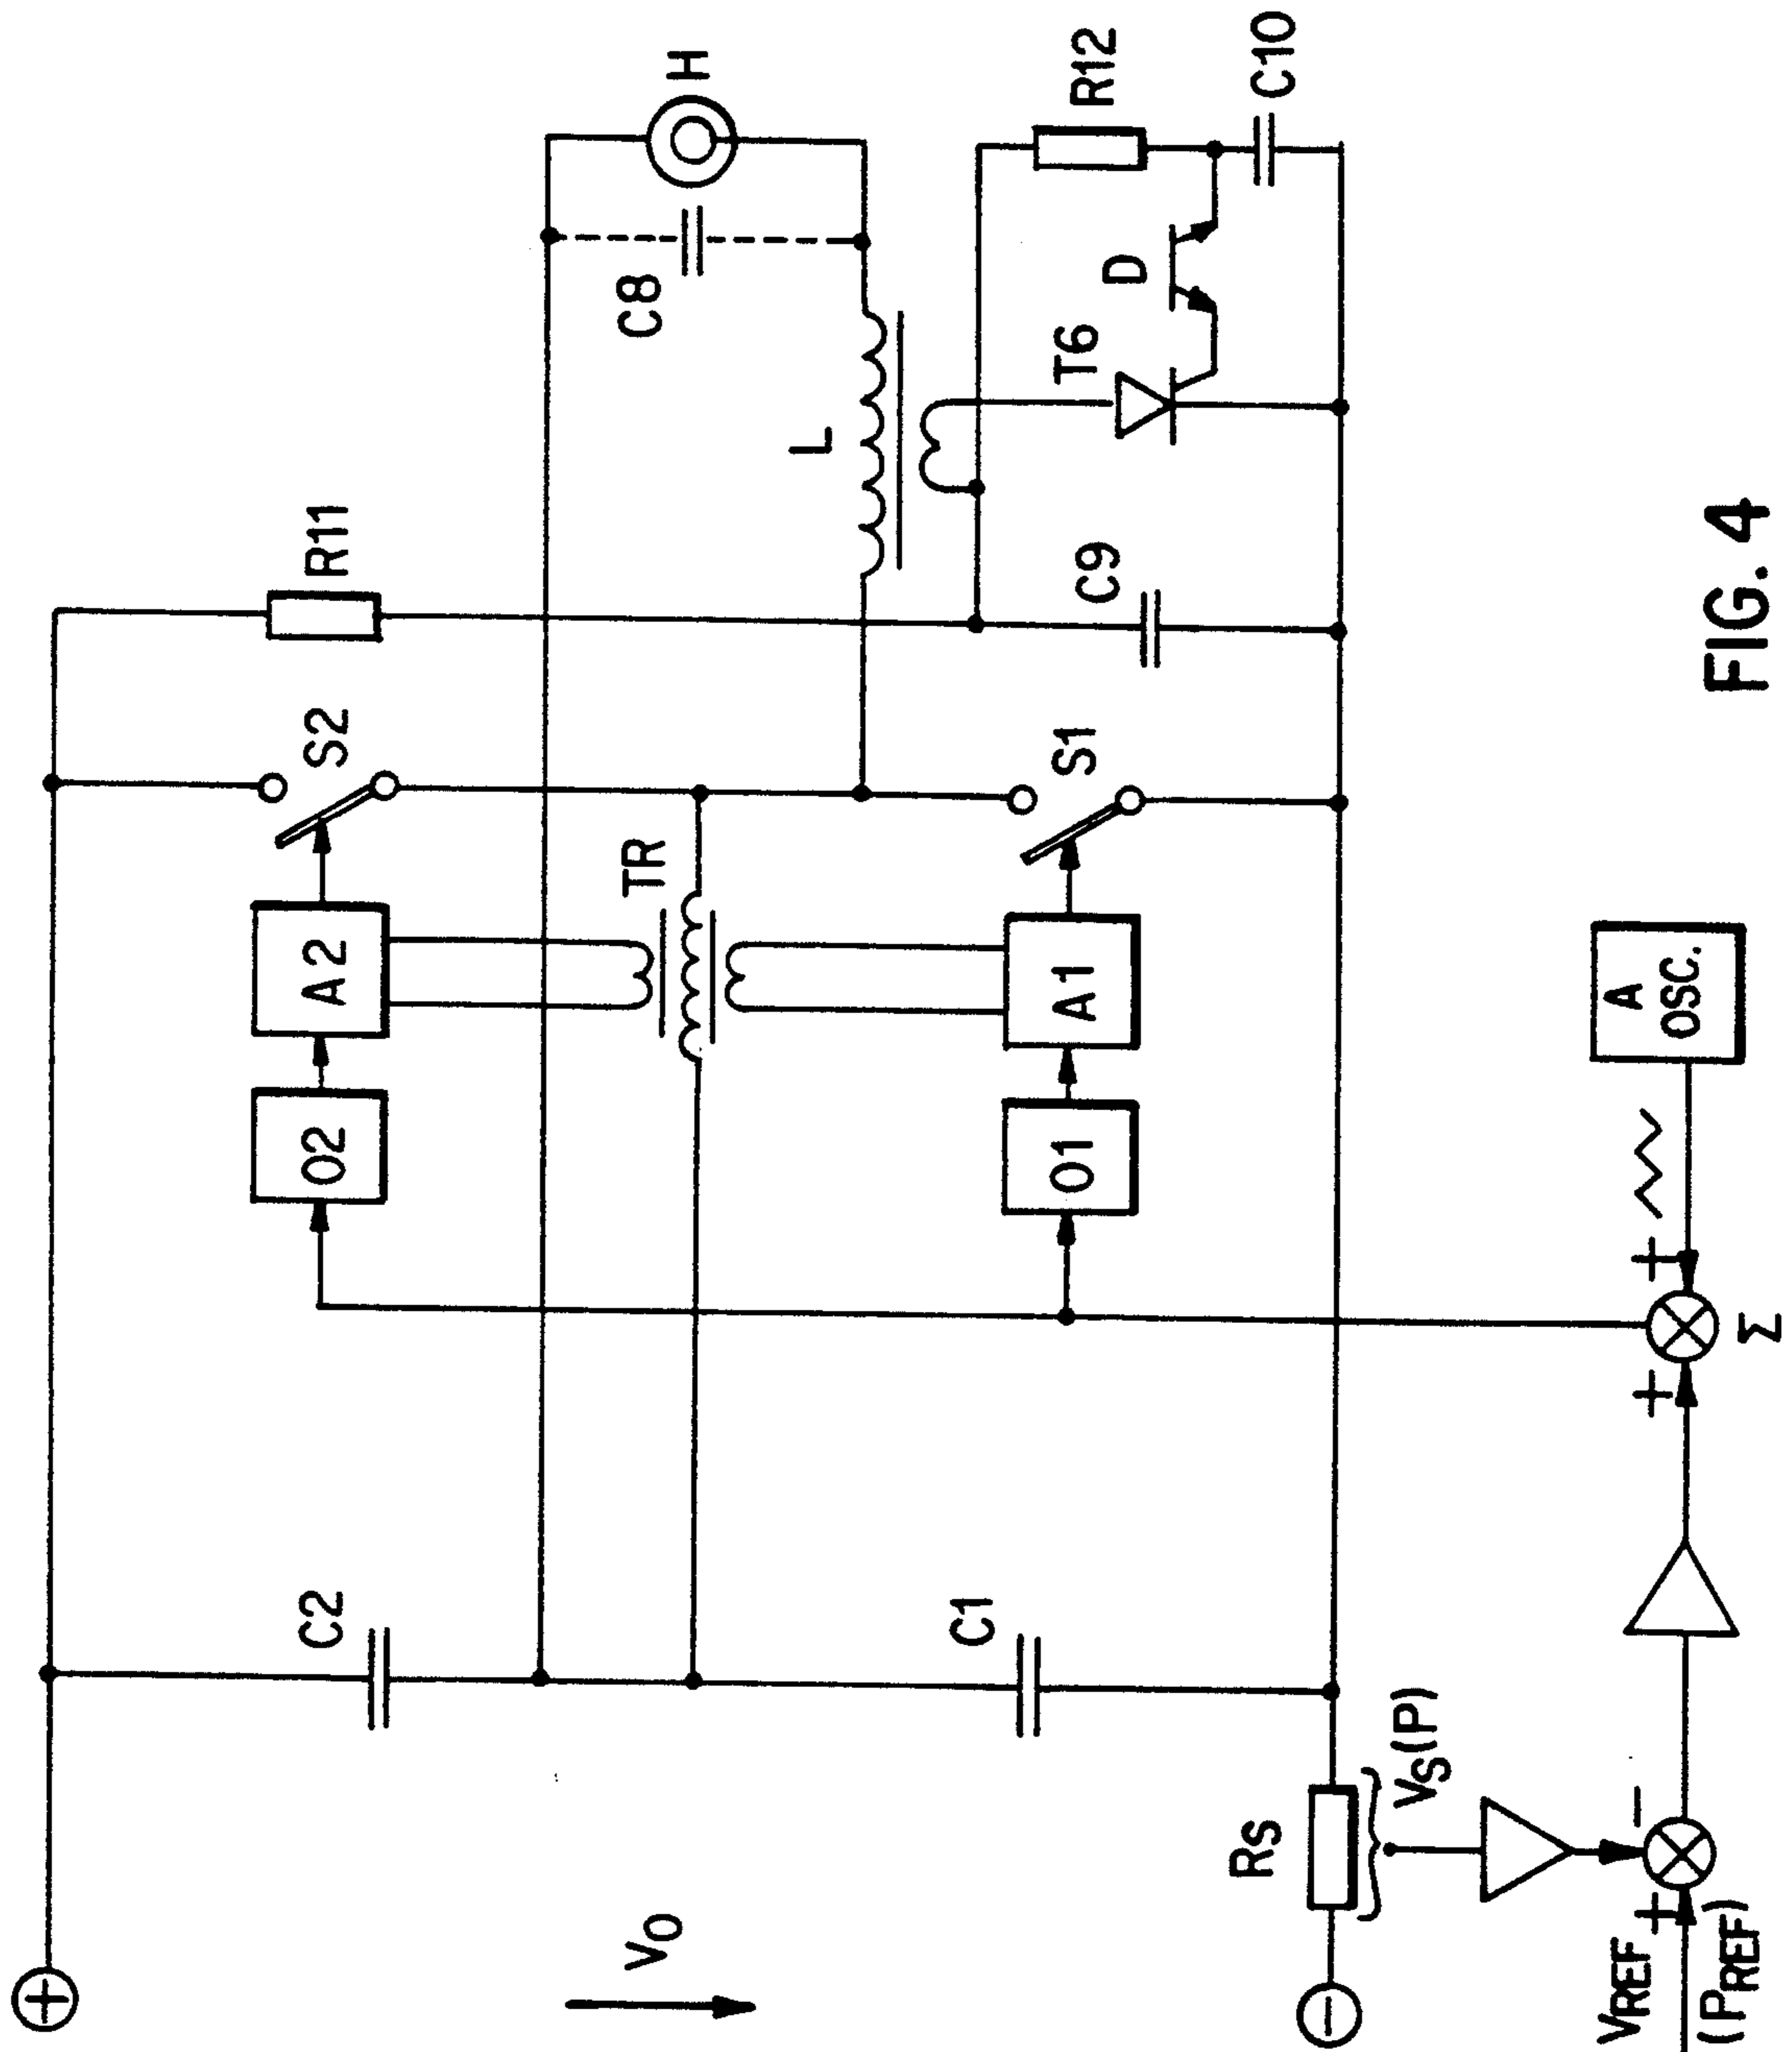 H
R12
C10
C8
D
T6
L
R11
C9
S2
S1
TR
A2
A1
A
OSC.
O2
O1
+
Σ
+
C2
C1
VS(P)
RS
−
VO
+
−
+
VREF
(PREF)
FIG. 4